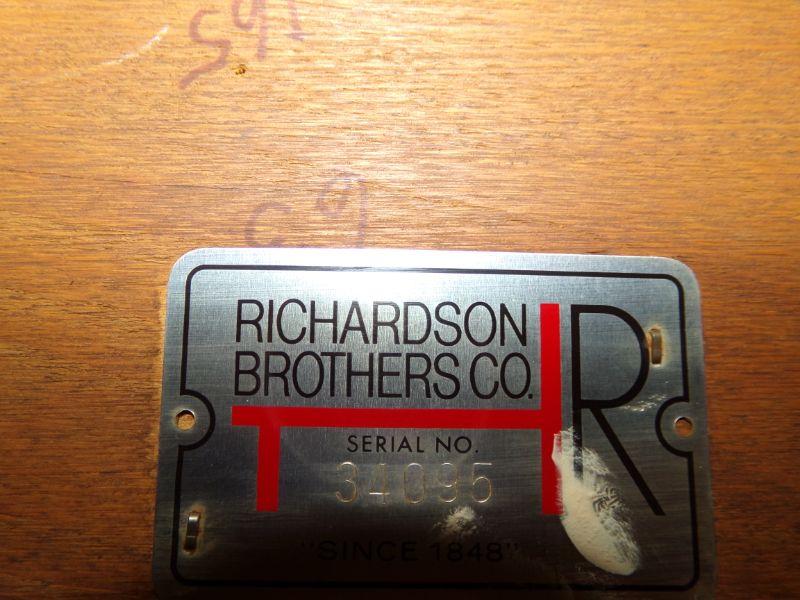 RICHARDSON
BROTHERS CO.
R
SERIAL NO.
34095
"SINCE 1848"